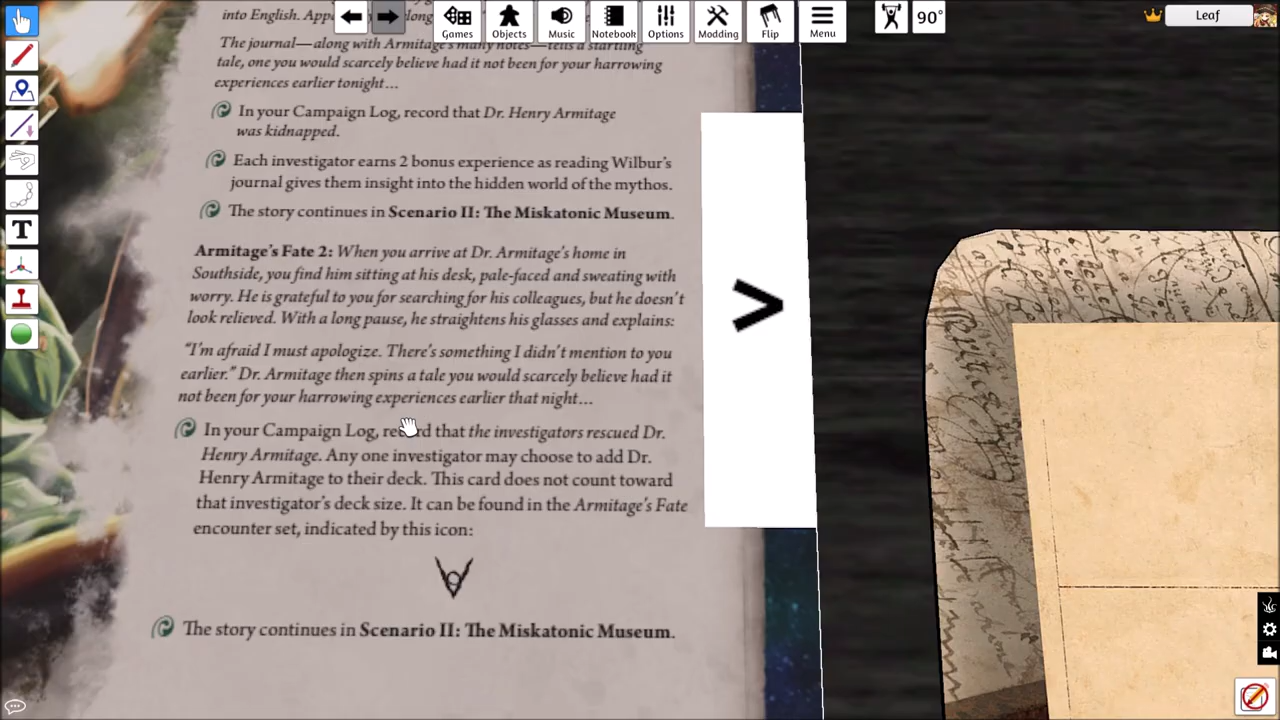 Games
Objects
Music
Notebook
Options
Modding
Flip
Menu
90°
Leaf
T
into English.
The journal—along with Armitage's many notes—tells a startling
tale, one you would scarcely believe had it not been for your harrowing
experiences earlier tonight…
In your Campaign Log, record that Dr. Henry Armitage
was kidnapped.
Each investigator earns 2 bonus experience as reading Wilbur's
journal gives them insight into the hidden world of the mythos.
The story continues in Scenario II: The Miskatonic Museum.
Armitage's Fate 2: When you arrive at Dr. Armitage's home in
Southside, you find him sitting at his desk, pale-faced and sweating with
worry. He is grateful to you for searching for his colleagues, but he doesn't
look relieved. With a long pause, he straightens his glasses and explains:
"I'm afraid I must apologize. There's something I didn't mention to you
earlier." Dr. Armitage then spins a tale you would scarcely believe had it
not been for your harrowing experiences earlier that night…
In your Campaign Log, record that the investigators rescued Dr.
Henry Armitage. Any one investigator may choose to add Dr.
Henry Armitage to their deck. This card does not count toward
that investigator's deck size. It can be found in the Armitage's Fate
encounter set, indicated by this icon:
The story continues in Scenario II: The Miskatonic Museum.
>